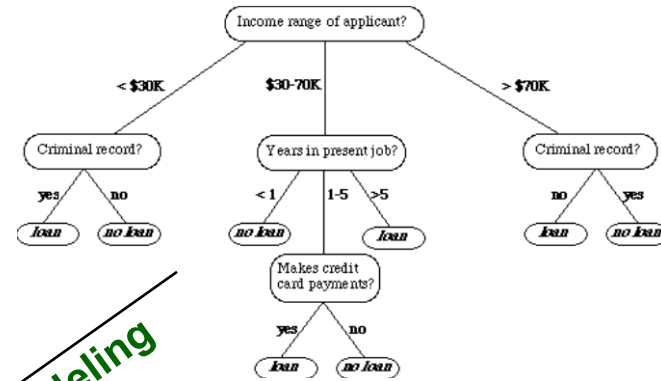 Income range of applicant?
< $30K
$30-70K
> $70K
Criminal record?
Years in present job?
Criminal record?
yes
no
< 1
1-5
>5
no
yes
loan
no loan
no loan
loan
loan
no loan
Makes credit
card payments?
yes
no
loan
no loan